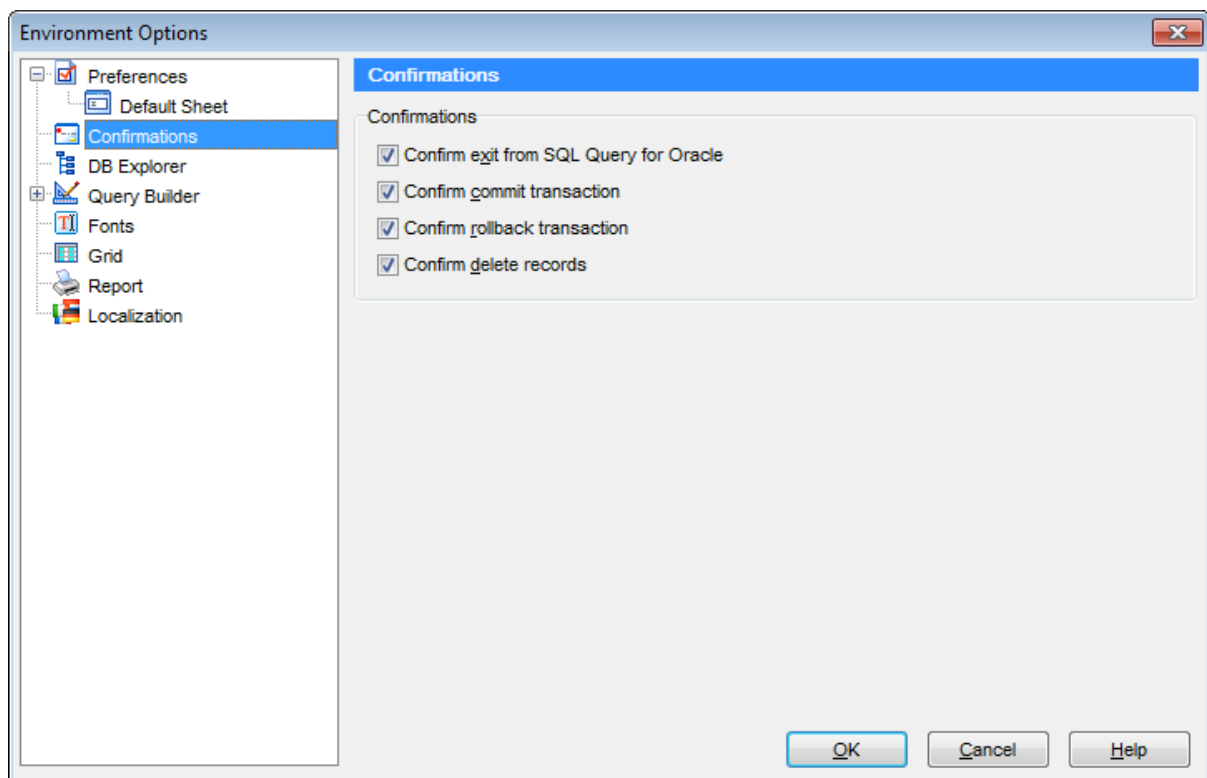 Environment Options
Preferences
Default Sheet
Confirmations
DB Explorer
Query Builder
Fonts
Grid
Report
Localization
Confirmations
Confirmations
Confirm exit from SQL Query for Oracle
Confirm commit transaction
Confirm rollback transaction
Confirm delete records
OK
Cancel
Help